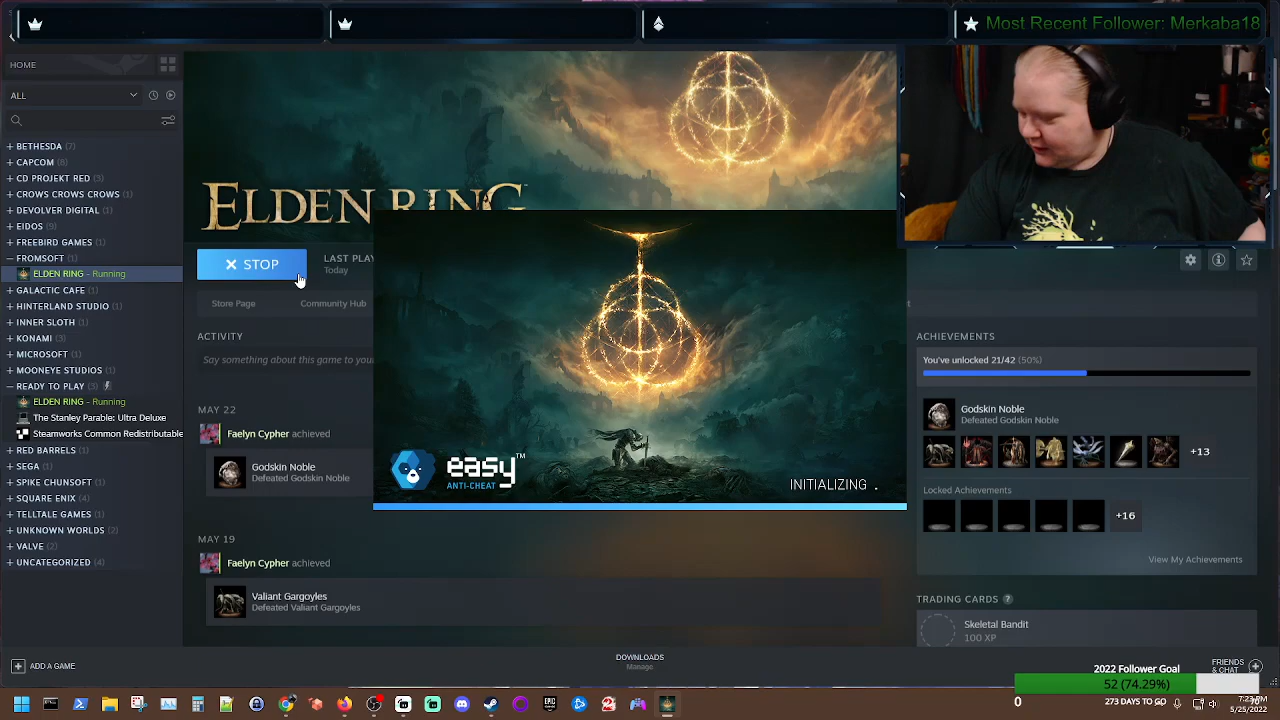 Most Recent Follower: Merkaba18
HOME
ALL
+ BETHESDA (7)
+ CAPCOM (8)
+ CD PROJEKT RED (3)
+ CROWS CROWS CROWS (1)
+ DEVOLVER DIGITAL (1)
+ EIDOS (9)
+ FREEBIRD GAMES (1)
— FROMSOFT (1)
ELDEN RING - Running
+ GALACTIC CAFE (1)
+ HINTERLAND STUDIO (1)
+ INNER SLOTH (1)
+ KONAMI (3)
+ MICROSOFT (1)
+ MOONEYE STUDIOS (1)
— READY TO PLAY (3)
ELDEN RING - Running
The Stanley Parable: Ultra Deluxe
Steamworks Common Redistributable
+ RED BARRELS (1)
+ SEGA (1)
+ SPIKE CHUNSOFT (1)
+ SQUARE ENIX (4)
+ TELLTALE GAMES (1)
+ UNKNOWN WORLDS (2)
+ VALVE (2)
+ UNCATEGORIZED (4)
ELDEN RING
STOP
LAST PLAY
Today
Store Page
Community Hub
ACTIVITY
Say something about this game to your
MAY 22
Faelyn Cypher achieved
Godskin Noble
Defeated Godskin Noble
MAY 19
Faelyn Cypher achieved
Valiant Gargoyles
Defeated Valiant Gargoyles
easy™
ANTI-CHEAT
INITIALIZING .
ACHIEVEMENTS
You've unlocked 21/42 (50%)
Godskin Noble
Defeated Godskin Noble
+13
Locked Achievements
+16
View My Achievements
TRADING CARDS ?
Skeletal Bandit
100 XP
ADD A GAME
DOWNLOADS
Manage
FRIENDS
& CHAT
2022 Follower Goal
52 (74.29%)
0
273 DAYS TO GO